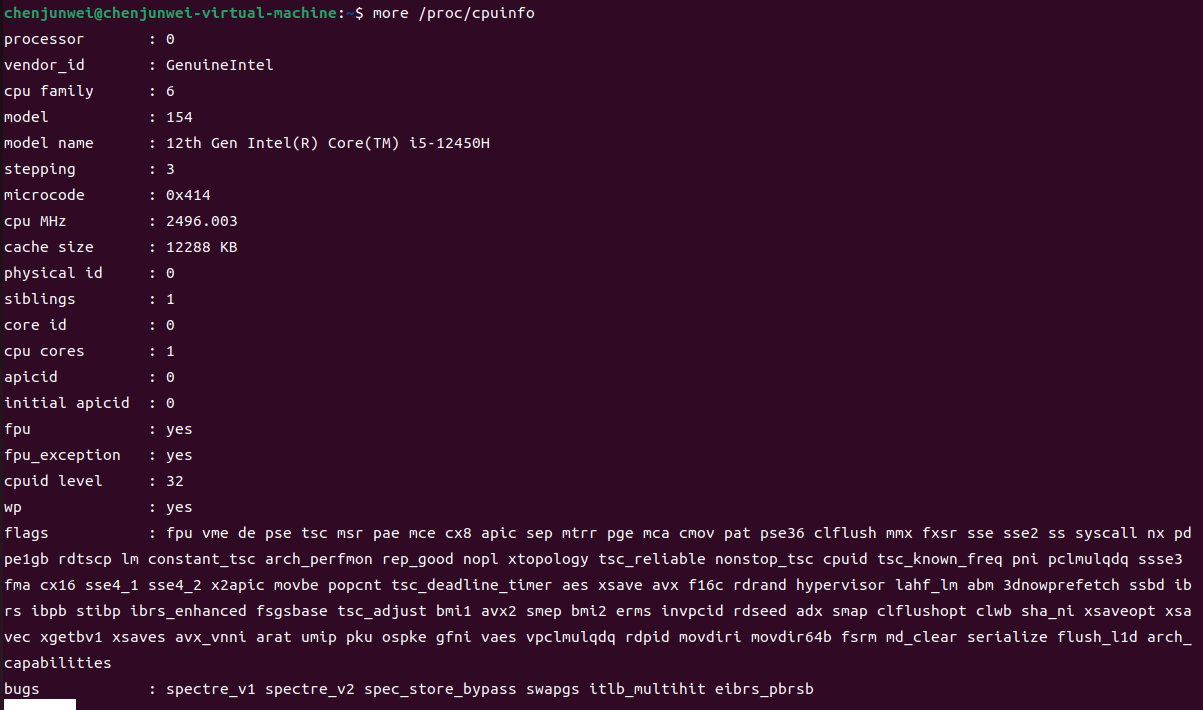 chenjunwei@chenjunwei-virtual-machine:~$ more /proc/cpuinfo
processor       : 0
vendor_id       : GenuineIntel
cpu family      : 6
model           : 154
model name      : 12th Gen Intel(R) Core(TM) i5-12450H
stepping        : 3
microcode       : 0x414
cpu MHz         : 2496.003
cache size      : 12288 KB
physical id     : 0
siblings        : 1
core id         : 0
cpu cores       : 1
apicid          : 0
initial apicid  : 0
fpu             : yes
fpu_exception   : yes
cpuid level     : 32
wp              : yes
flags           : fpu vme de pse tsc msr pae mce cx8 apic sep mtrr pge mca cmov pat pse36 clflush mmx fxsr sse sse2 ss syscall nx pd
pe1gb rdtscp lm constant_tsc arch_perfmon rep_good nopl xtopology tsc_reliable nonstop_tsc cpuid tsc_known_freq pni pclmulqdq ssse3
fma cx16 sse4_1 sse4_2 x2apic movbe popcnt tsc_deadline_timer aes xsave avx f16c rdrand hypervisor lahf_lm abm 3dnowprefetch ssbd ib
rs ibpb stibp ibrs_enhanced fsgsbase tsc_adjust bmi1 avx2 smep bmi2 erms invpcid rdseed adx smap clflushopt clwb sha_ni xsaveopt xsa
vec xgetbv1 xsaves avx_vnni arat umip pku ospke gfni vaes vpclmulqdq rdpid movdiri movdir64b fsrm md_clear serialize flush_l1d arch_
capabilities
bugs            : spectre_v1 spectre_v2 spec_store_bypass swapgs itlb_multihit eibrs_pbrsb